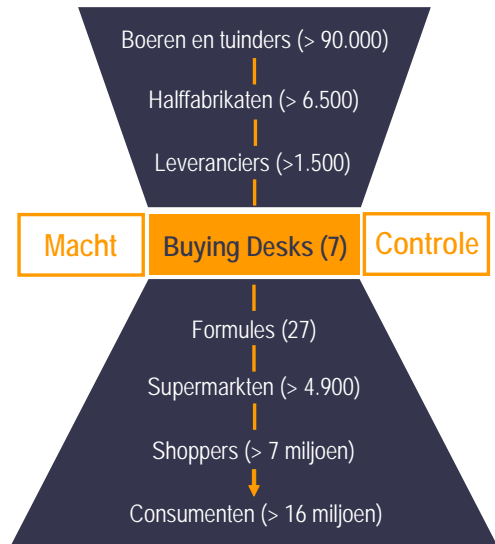 Boeren en tuinders (> 90.000)
Halffabrikaten (> 6.500)
Leveranciers (>1.500)
Macht
Buying Desks (7)
Controle
Formules (27)
Supermarkten (> 4.900)
Shoppers (> 7 miljoen)
Consumenten (> 16 miljoen)